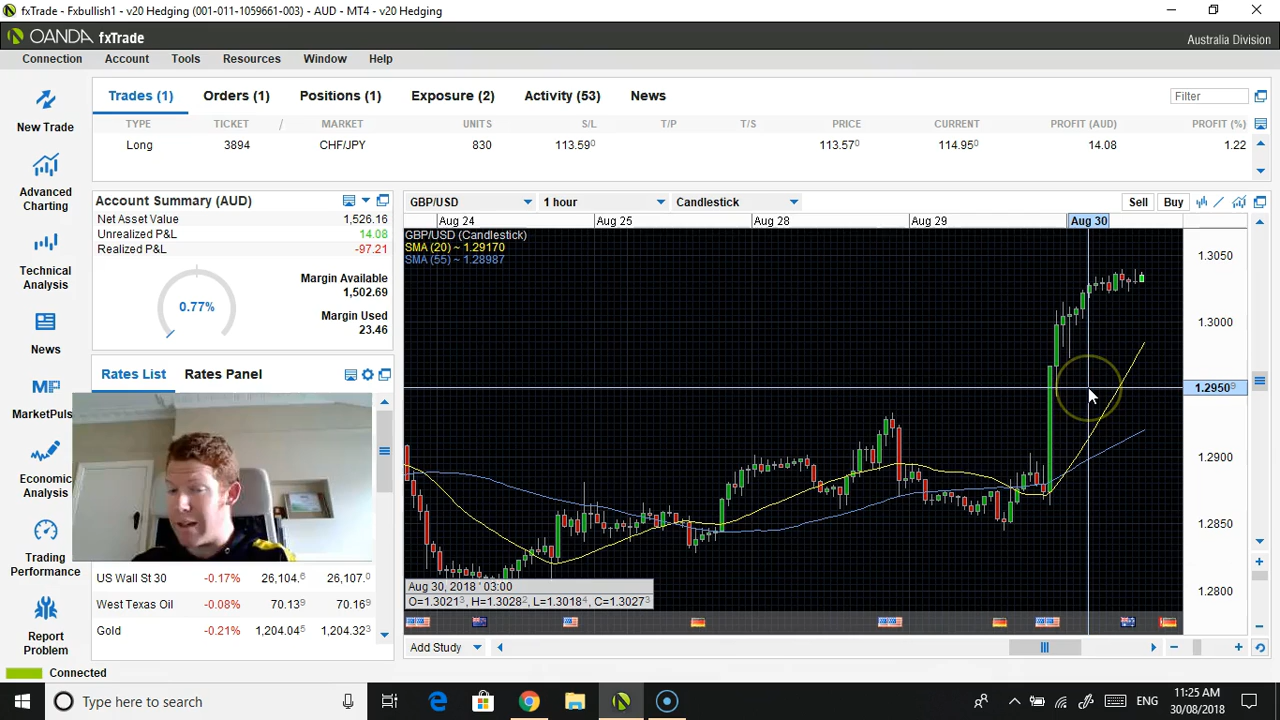 fxTrade - Fxbullish1 - v20 Hedging (001-011-1059661-003) - AUD - MT4 - v20 Hedging
OANDA fxTrade
Australia Division
Connection Account Tools Resources Window Help
New Trade
Advanced Charting
Technical Analysis
News
MarketPuls
Economic Analysis
Trading Performance
Report Problem
Trades (1) Orders (1) Positions (1) Exposure (2) Activity (53) News
Filter
TYPE TICKET / MARKET UNITS S/L T/P T/S PRICE CURRENT PROFIT (AUD) PROFIT (%)
Long 3894 CHF/JPY 830 113.59⁰ 113.57⁰ 114.95⁰ 14.08 1.22
Account Summary (AUD)
Net Asset Value 1,526.16
Unrealized P&L 14.08
Realized P&L -97.21
0.77%
Margin Available
1,502.69
Margin Used
23.46
Rates List Rates Panel
US Wall St 30 -0.17% 26,104.⁶ 26,107.⁰
West Texas Oil -0.08% 70.13⁹ 70.16⁹
Gold -0.21% 1,204.04⁵ 1,204.32³
GBP/USD 1 hour Candlestick Sell Buy
Aug 24 Aug 25 Aug 28 Aug 29 Aug 30
GBP/USD (Candlestick)
SMA (20) ~ 1.29170
SMA (55) ~ 1.28987
1.3050
1.3000
1.2950⁹
1.2900
1.2850
1.2800
Aug 30, 2018 ' 03:00
O=1.3021³, H=1.3028², L=1.3018⁴, C=1.3027³
Add Study
Connected
Type here to search
ENG
11:25 AM
30/08/2018